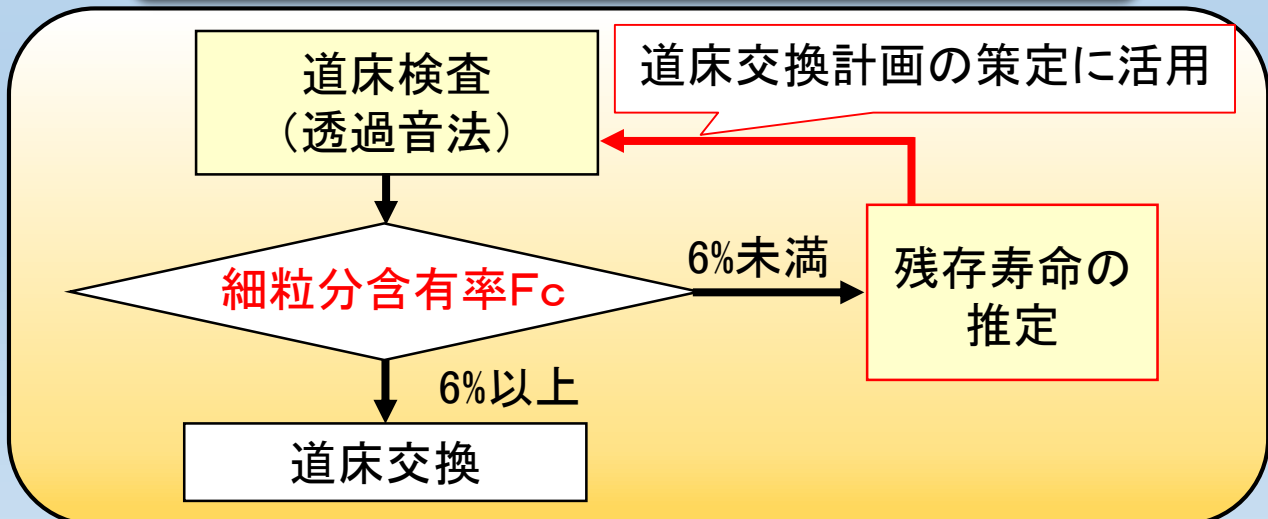 道床検査
（透過音法）
道床交換計画の策定に活用
細粒分含有率Ｆｃ
6%未満
残存寿命の
推定
6%以上
道床交換